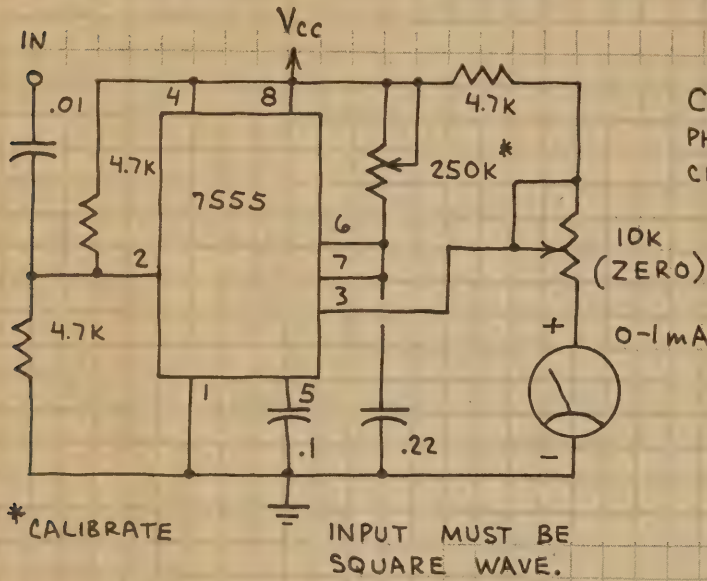 IN
Vcc
.01
4
8
4.7K
C
PH
C
4.7K
250K *
7555
6
2
7
10K
(ZERO)
3
4.7K
+
0-1mA
1
5
.1
.22
-
* CALIBRATE
INPUT MUST BE
SQUARE WAVE.